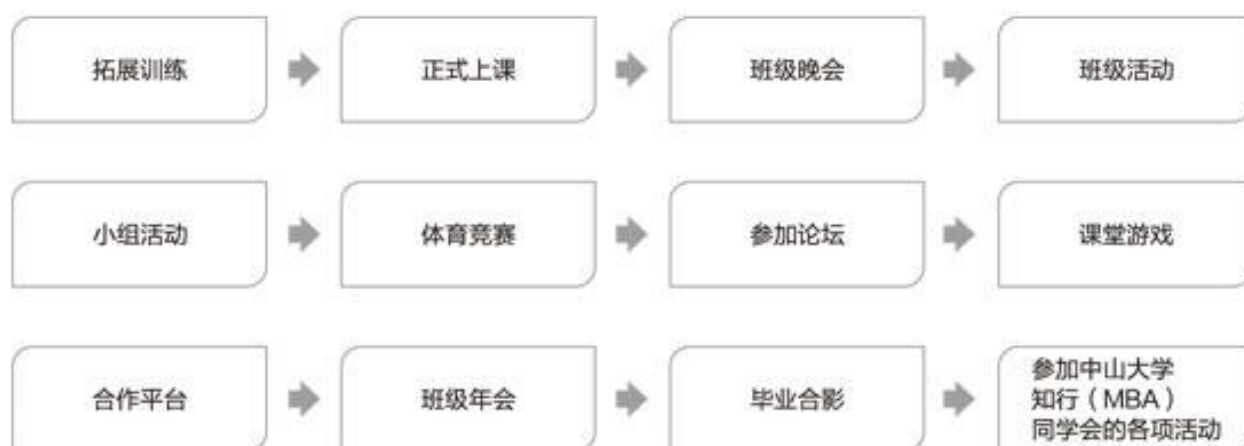 拓展训练
正式上课
班级晚会
班级活动
小组活动
体育竞赛
参加论坛
课堂游戏
合作平台
班级年会
毕业合影
参加中山大学
知行（MBA）
同学会的各项活动